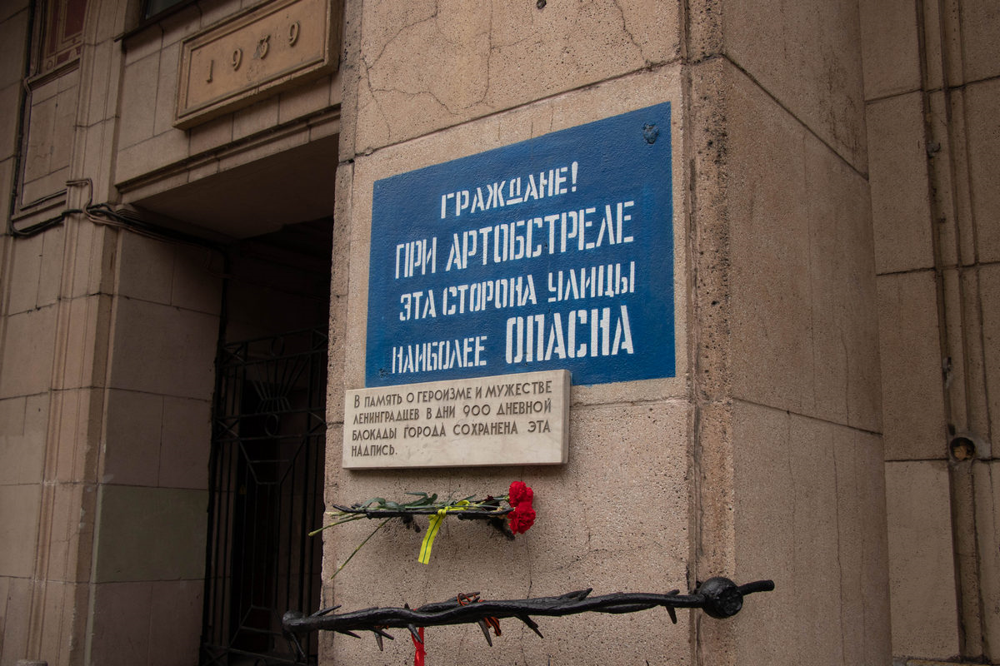 1939
ГРАЖДАНЕ!
ПРИ АРТОБСТРЕЛЕ
ЭТА СТОРОНА УЛИЦЫ
НАИБОЛЕЕ ОПАСНА
В ПАМЯТЬ О ГЕРОИЗМЕ И МУЖЕСТВЕ
ЛЕНИНГРАДЦЕВ В ДНИ 900 ДНЕВНОЙ
БЛОКАДЫ ГОРОДА СОХРАНЕНА ЭТА
НАДПИСЬ.